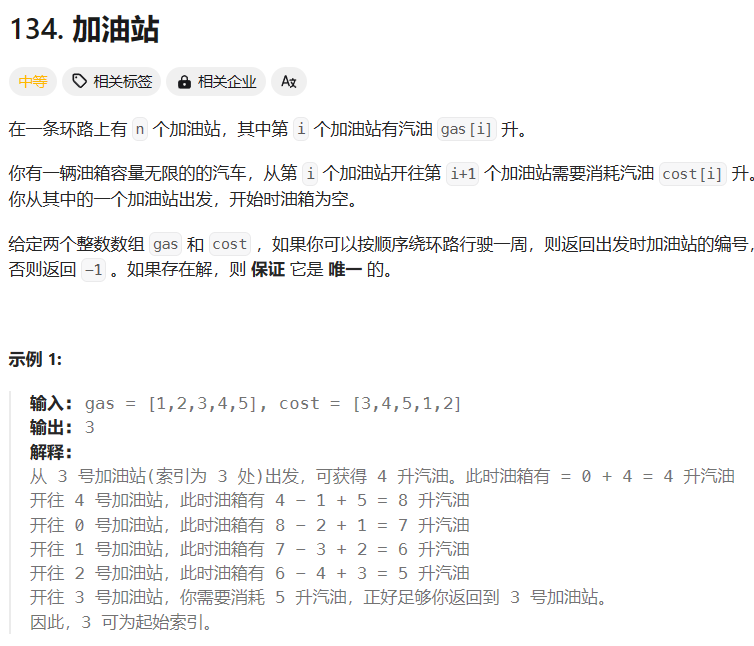 134. 加油站
中等 相关标签 相关企业 Aあ
在一条环路上有 n 个加油站，其中第 i 个加油站有汽油 gas[i] 升。
你有一辆油箱容量无限的的汽车，从第 i 个加油站开往第 i+1 个加油站需要消耗汽油 cost[i] 升。
你从其中的一个加油站出发，开始时油箱为空。
给定两个整数数组 gas 和 cost ，如果你可以按顺序绕环路行驶一周，则返回出发时加油站的编号，
否则返回 -1 。如果存在解，则 保证 它是 唯一 的。
示例 1:
输入: gas = [1,2,3,4,5], cost = [3,4,5,1,2]
输出: 3
解释:
从 3 号加油站(索引为 3 处)出发，可获得 4 升汽油。此时油箱有 = 0 + 4 = 4 升汽油
开往 4 号加油站，此时油箱有 4 - 1 + 5 = 8 升汽油
开往 0 号加油站，此时油箱有 8 - 2 + 1 = 7 升汽油
开往 1 号加油站，此时油箱有 7 - 3 + 2 = 6 升汽油
开往 2 号加油站，此时油箱有 6 - 4 + 3 = 5 升汽油
开往 3 号加油站，你需要消耗 5 升汽油，正好足够你返回到 3 号加油站。
因此，3 可为起始索引。